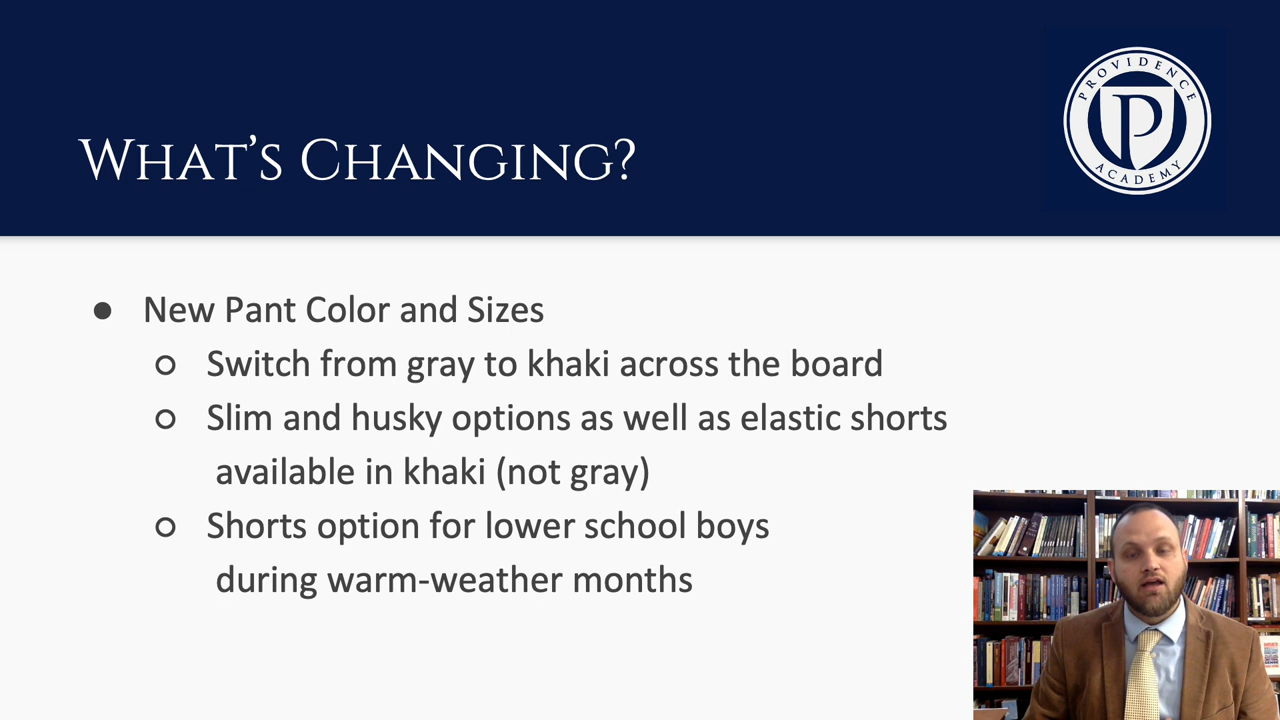 PROVIDENCE
P
ACADEMY
WHAT'S CHANGING?
● New Pant Color and Sizes
○ Switch from gray to khaki across the board
○ Slim and husky options as well as elastic shorts
available in khaki (not gray)
○ Shorts option for lower school boys
during warm-weather months